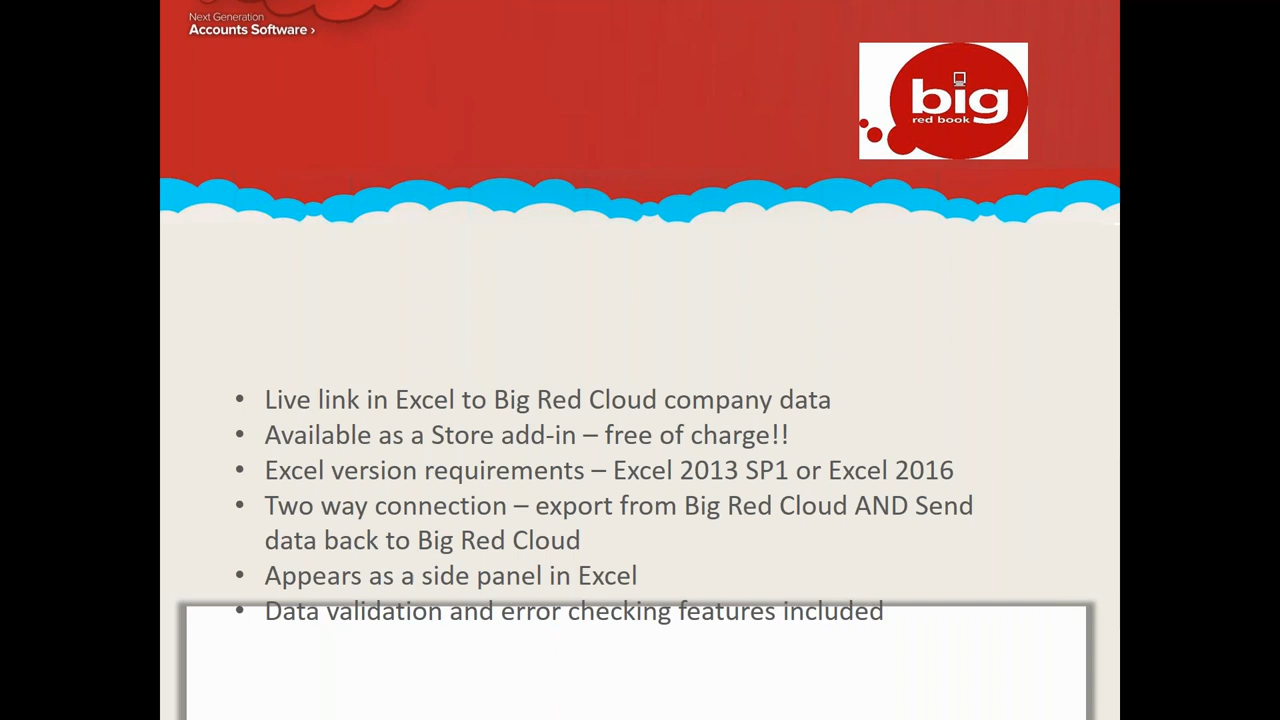 Next Generation
Accounts Software ›
big
red book
• Live link in Excel to Big Red Cloud company data
• Available as a Store add-in – free of charge!!
• Excel version requirements – Excel 2013 SP1 or Excel 2016
• Two way connection – export from Big Red Cloud AND Send
data back to Big Red Cloud
• Appears as a side panel in Excel
• Data validation and error checking features included